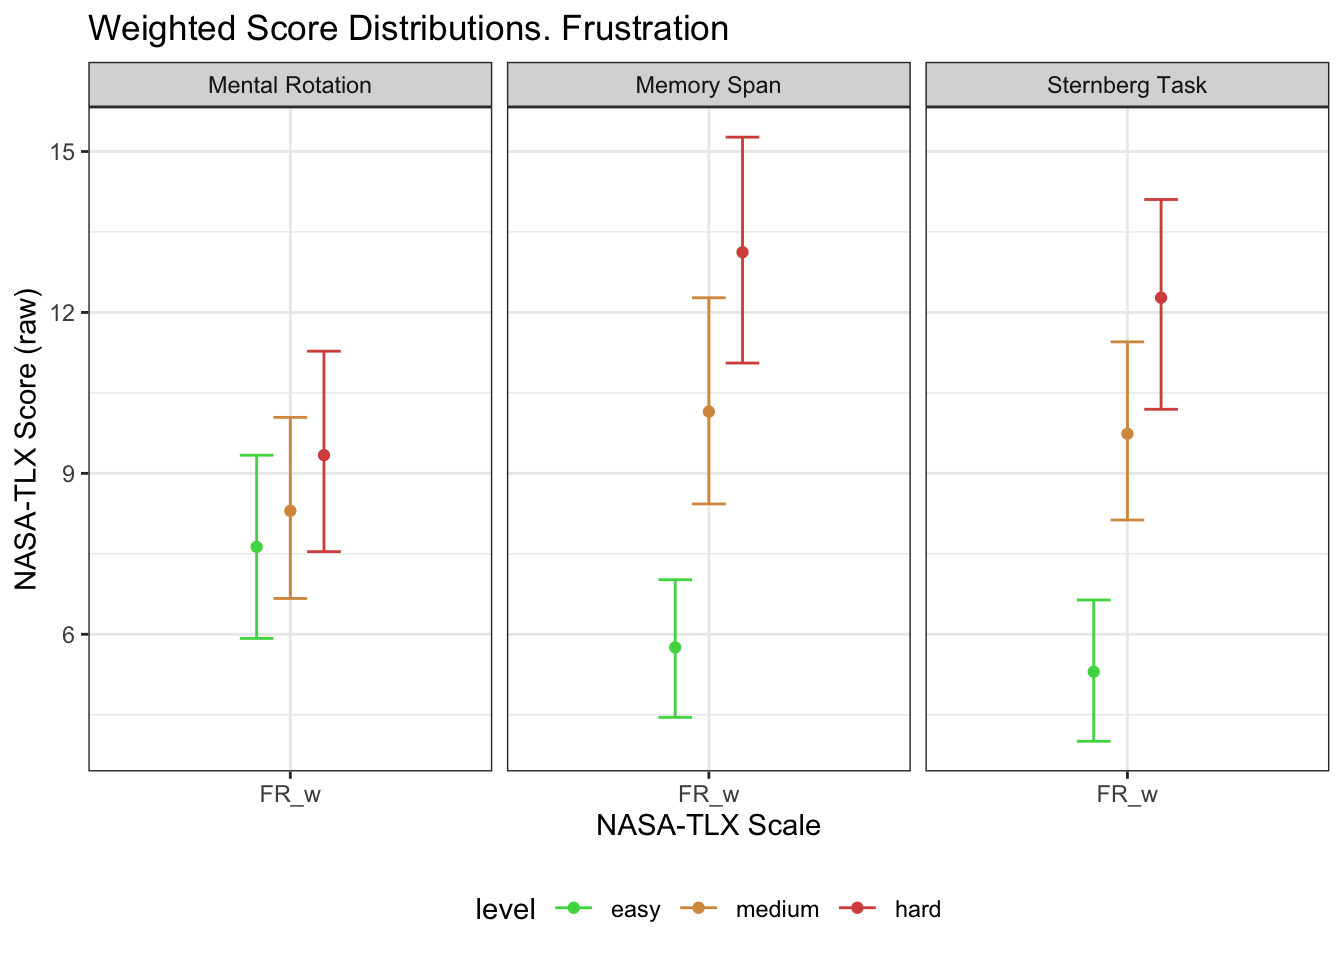 Weighted Score Distributions. Frustration
Mental Rotation
Memory Span
Sternberg Task
NASA-TLX Score (raw)
15
12
9
6
FR_w
FR_w
FR_w
NASA-TLX Scale
level easy medium hard